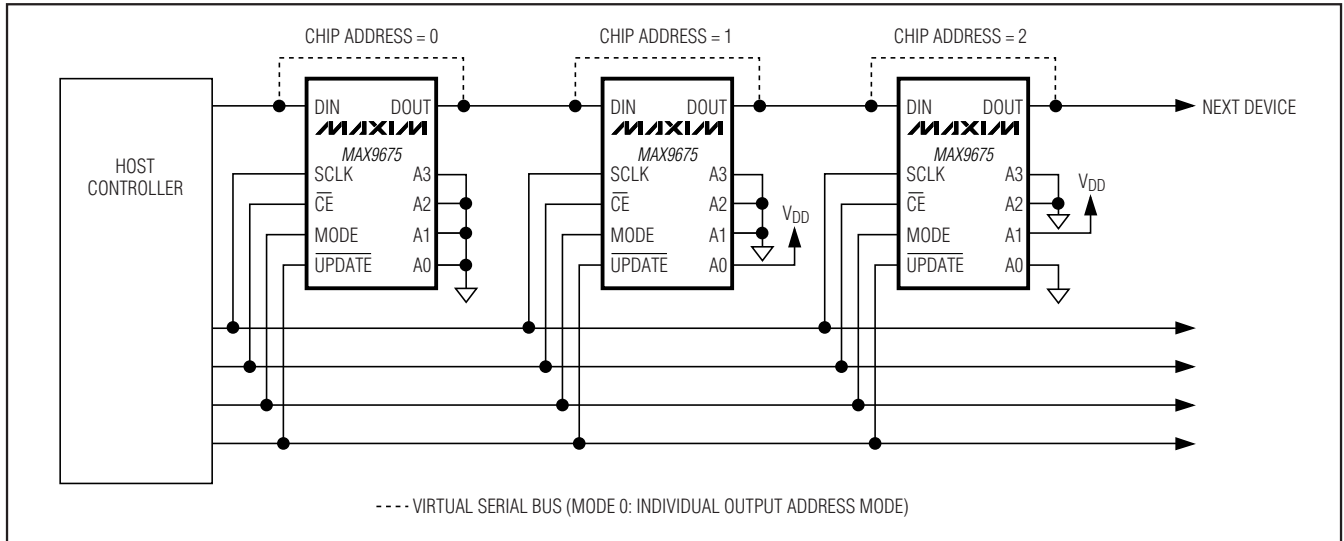 CHIP ADDRESS = 0
CHIP ADDRESS = 1
CHIP ADDRESS = 2
HOST
CONTROLLER
DIN DOUT
MAXIM
MAX9675
SCLK A3
CE A2
MODE A1
UPDATE A0
DIN DOUT
MAXIM
MAX9675
SCLK A3
CE A2
MODE A1
UPDATE A0
VDD
DIN DOUT
MAXIM
MAX9675
SCLK A3
CE A2
MODE A1
UPDATE A0
VDD
NEXT DEVICE
VIRTUAL SERIAL BUS (MODE 0: INDIVIDUAL OUTPUT ADDRESS MODE)